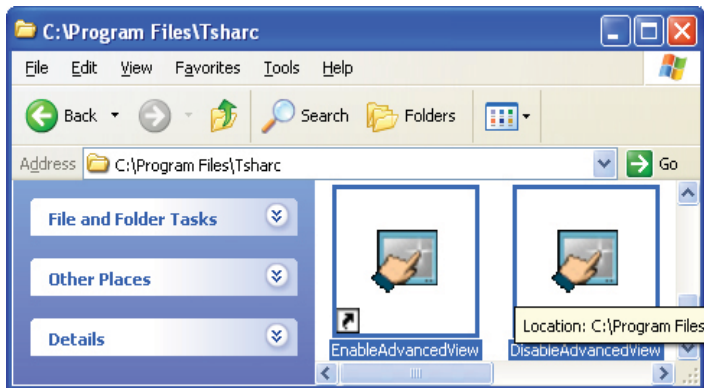 C:\Program Files\Tsharc
File Edit View Favorites Tools Help
Back Search Folders
Address C:\Program Files\Tsharc Go
File and Folder Tasks
Other Places
Details
Location: C:\Program Files
EnableAdvancedView DisableAdvancedView